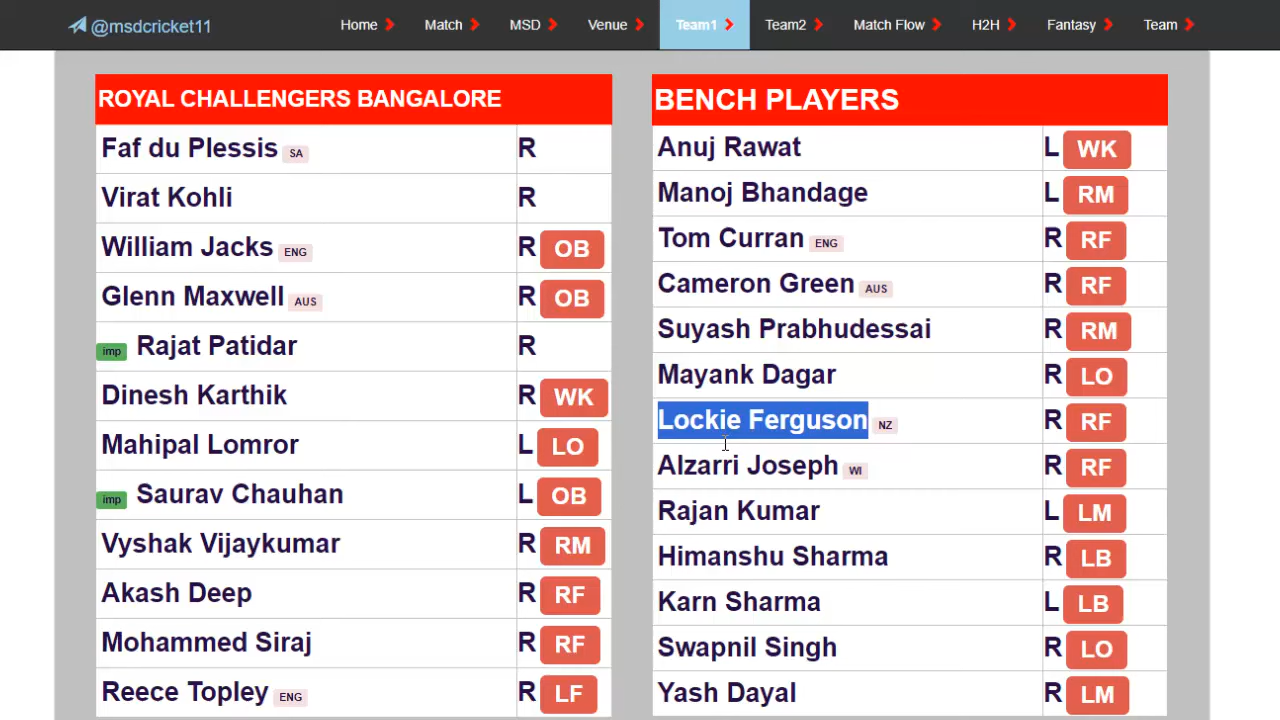 @msdcricket11 Home Match MSD Venue Team1 Team2 Match Flow H2H Fantasy Team
ROYAL CHALLENGERS BANGALORE
Faf du Plessis SA R
Virat Kohli R
William Jacks ENG R OB
Glenn Maxwell AUS R OB
imp Rajat Patidar R
Dinesh Karthik R WK
Mahipal Lomror L LO
imp Saurav Chauhan L OB
Vyshak Vijaykumar R RM
Akash Deep R RF
Mohammed Siraj R RF
Reece Topley ENG R LF
BENCH PLAYERS
Anuj Rawat L WK
Manoj Bhandage L RM
Tom Curran ENG R RF
Cameron Green AUS R RF
Suyash Prabhudessai R RM
Mayank Dagar R LO
Lockie Ferguson NZ R RF
Alzarri Joseph WI R RF
Rajan Kumar L LM
Himanshu Sharma R LB
Karn Sharma L LB
Swapnil Singh R LO
Yash Dayal R LM